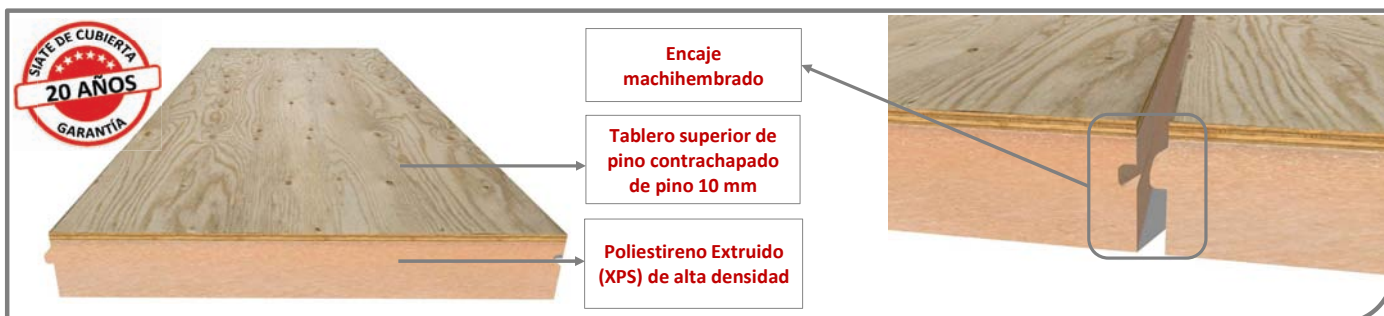 SIATE DE CUBIERTA
20 AÑOS
GARANTÍA
Encaje
machihembrado
Tablero superior de
pino contrachapado
de pino 10 mm
Poliestireno Extruido
(XPS) de alta densidad